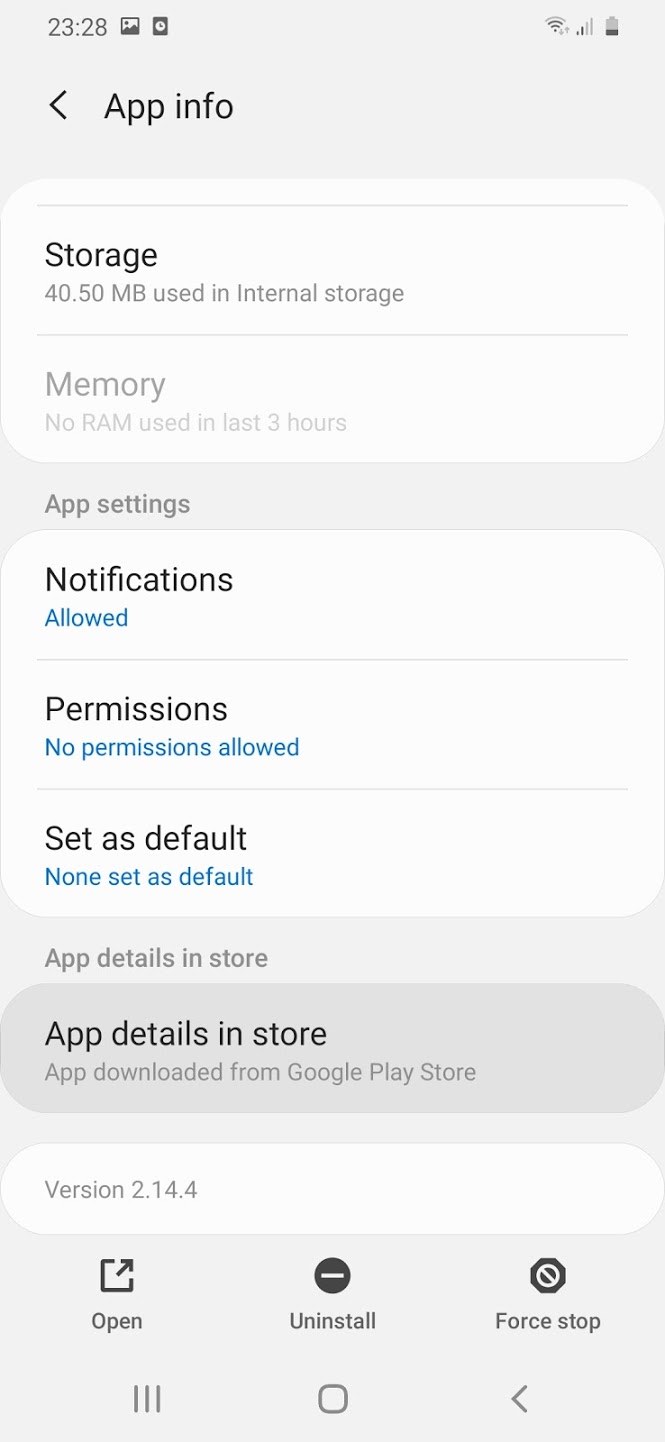 23:28
App info
Storage
40.50 MB used in Internal storage
Memory
No RAM used in last 3 hours
App settings
Notifications
Allowed
Permissions
No permissions allowed
Set as default
None set as default
App details in store
App details in store
App downloaded from Google Play Store
Version 2.14.4
Open Uninstall Force stop